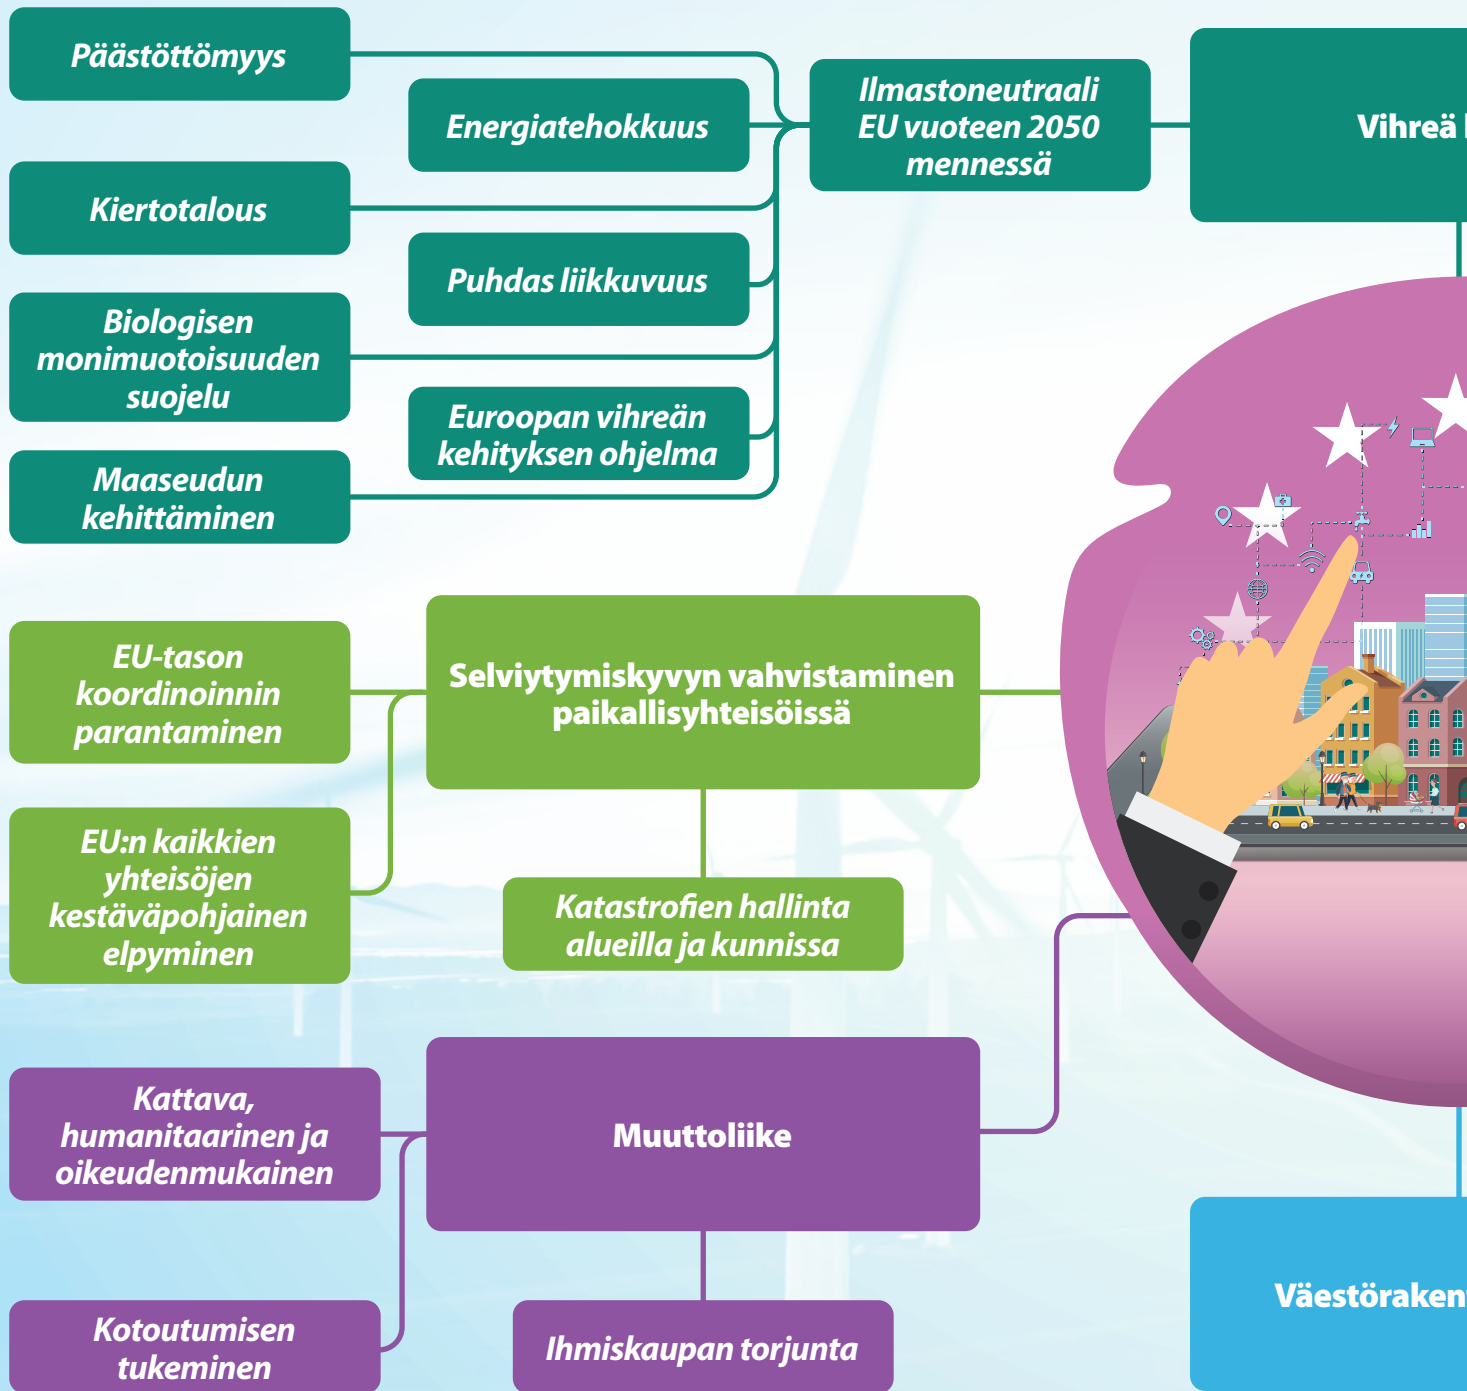 Päästöttömyys
Energiatehokkuus
Ilmastoneutraali
EU vuoteen 2050
mennessä
Vihreä
Kiertotalous
Puhdas liikkuvuus
Biologisen
monimuotoisuuden
suojelu
Euroopan vihreän
kehityksen ohjelma
Maaseudun
kehittäminen
EU-tason
koordinoinnin
parantaminen
Selviytymiskyvyn vahvistaminen
paikallisyhteisöissä
EU:n kaikkien
yhteisöjen
kestäväpohjainen
elpyminen
Katastrofien hallinta
alueilla ja kunnissa
Kattava,
humanitaarinen ja
oikeudenmukainen
Muuttoliike
Kotoutumisen
tukeminen
Ihmiskaupan torjunta
Väestöraken